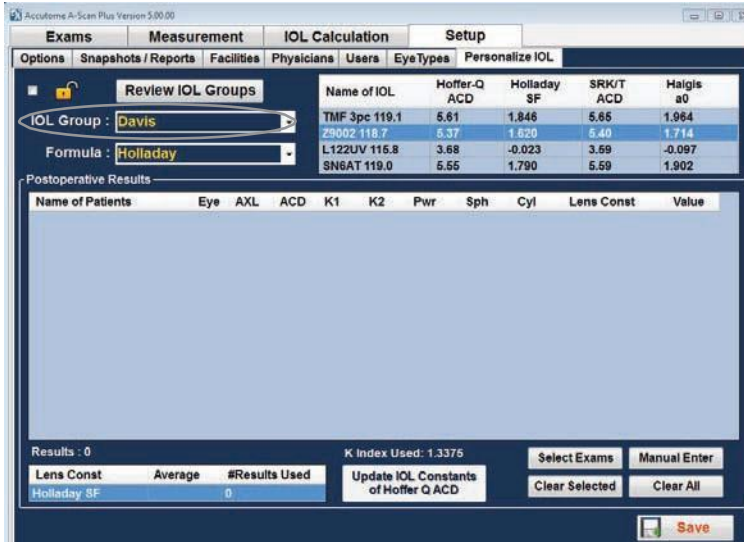 Accutome A-Scan Plus Version 5.00.00
Exams Measurement IOL Calculation Setup
Options Snapshots / Reports Facilities Physicians Users Eye Types Personalize IOL
Review IOL Groups
IOL Group : Davis
Formula : Holladay
Name of IOL Hoffer-Q ACD Holladay SF SRK/T ACD Haigis a0
TMF 3pc 119.1 5.61 1.846 5.65 1.964
Z9002 118.7 5.37 1.620 5.40 1.714
L122UV 115.8 3.68 -0.023 3.59 -0.097
SN6AT 119.0 5.55 1.790 5.59 1.902
Postoperative Results
Name of Patients Eye AXL ACD K1 K2 Pwr Sph Cyl Lens Const Value
Results : 0
K Index Used: 1.3375
Lens Const Average #Results Used
Holladay SF 0
Update IOL Constants
of Hoffer Q ACD
Select Exams Manual Enter
Clear Selected Clear All
Save